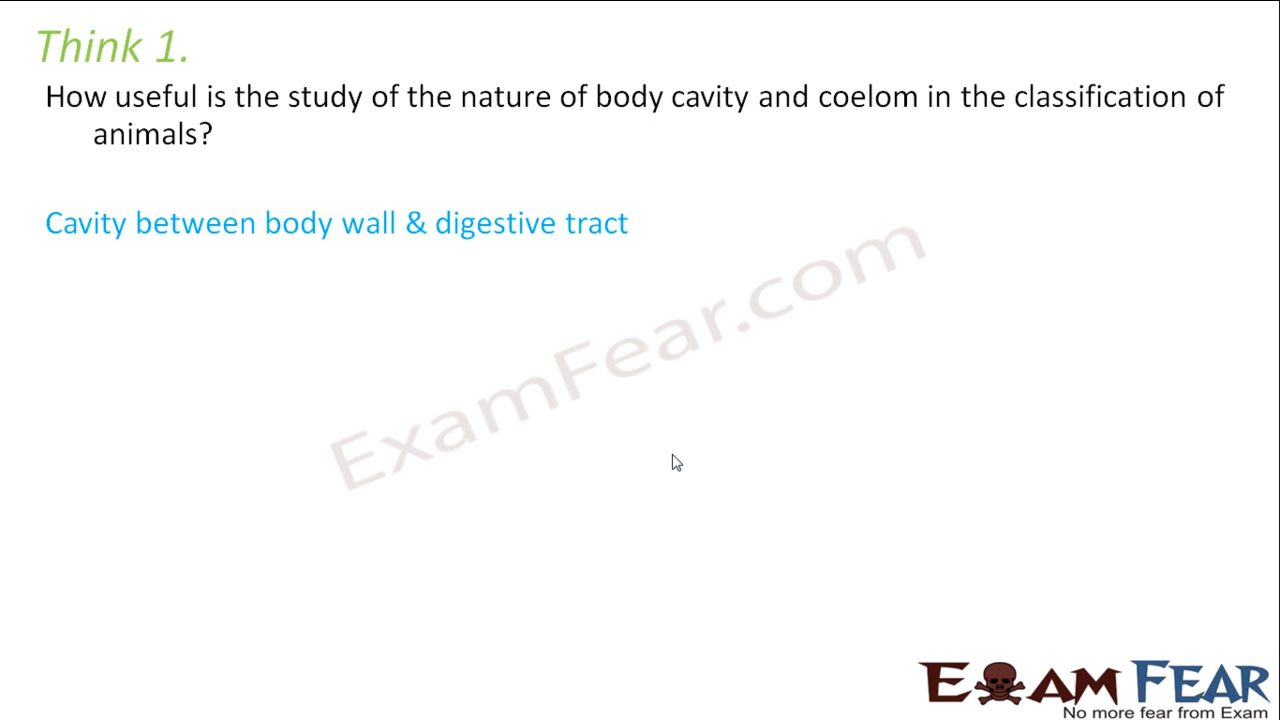 Think 1.
How useful is the study of the nature of body cavity and coelom in the classification of
animals?
Cavity between body wall & digestive tract
ExamFear.com
EXAM FEAR
No more fear from Exam